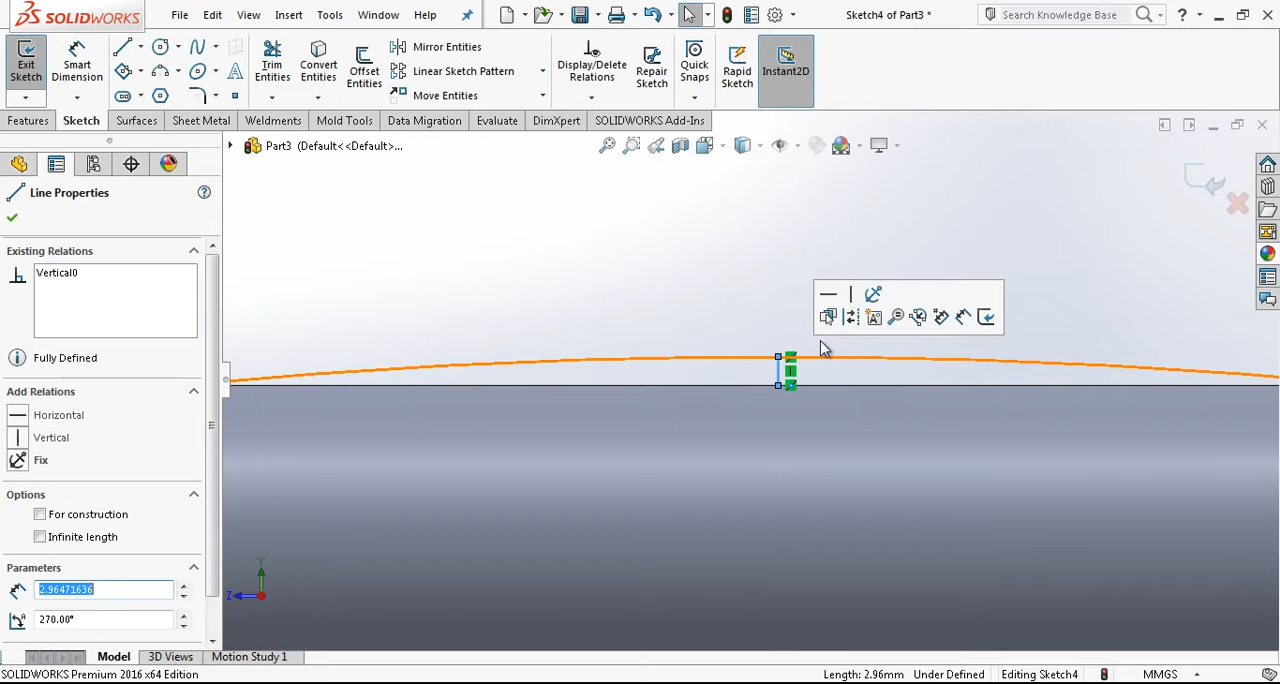 SOLIDWORKS File Edit View Insert Tools Window Help Sketch4 of Part3 * Search Knowledge Base
Exit Sketch Smart Dimension Trim Entities Convert Entities Offset Entities Mirror Entities Linear Sketch Pattern Move Entities Display/Delete Relations Repair Sketch Quick Snaps Rapid Sketch Instant2D
Features Sketch Surfaces Sheet Metal Weldments Mold Tools Data Migration Evaluate DimXpert SOLIDWORKS Add-Ins
Part3 (Default<<Default>...
Line Properties
Existing Relations
Vertical0
Fully Defined
Add Relations
Horizontal
Vertical
Fix
Options
For construction
Infinite length
Parameters
2.96471636
270.00°
Y
Z
Model 3D Views Motion Study 1
SOLIDWORKS Premium 2016 x64 Edition Length: 2.96mm Under Defined Editing Sketch4 MMGS